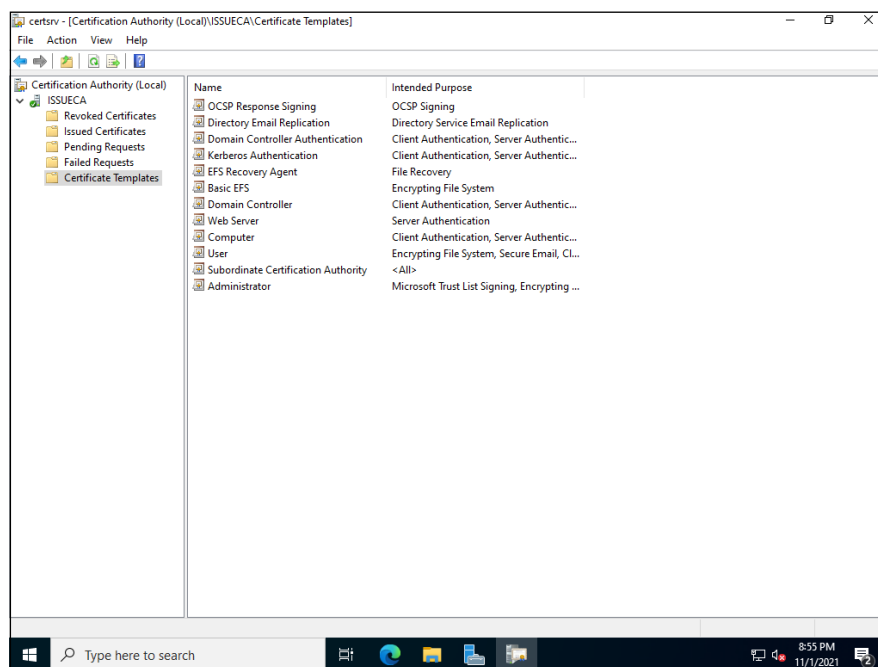 certsrv - [Certification Authority (Local)\ISSUECA\Certificate Templates]
File Action View Help
Certification Authority (Local)
ISSUECA
Revoked Certificates
Issued Certificates
Pending Requests
Failed Requests
Certificate Templates
Name Intended Purpose
OCSP Response Signing OCSP Signing
Directory Email Replication Directory Service Email Replication
Domain Controller Authentication Client Authentication, Server Authentic...
Kerberos Authentication Client Authentication, Server Authentic...
EFS Recovery Agent File Recovery
Basic EFS Encrypting File System
Domain Controller Client Authentication, Server Authentic...
Web Server Server Authentication
Computer Client Authentication, Server Authentic...
User Encrypting File System, Secure Email, Cl...
Subordinate Certification Authority <All>
Administrator Microsoft Trust List Signing, Encrypting ...
Type here to search
8:55 PM
11/1/2021
2